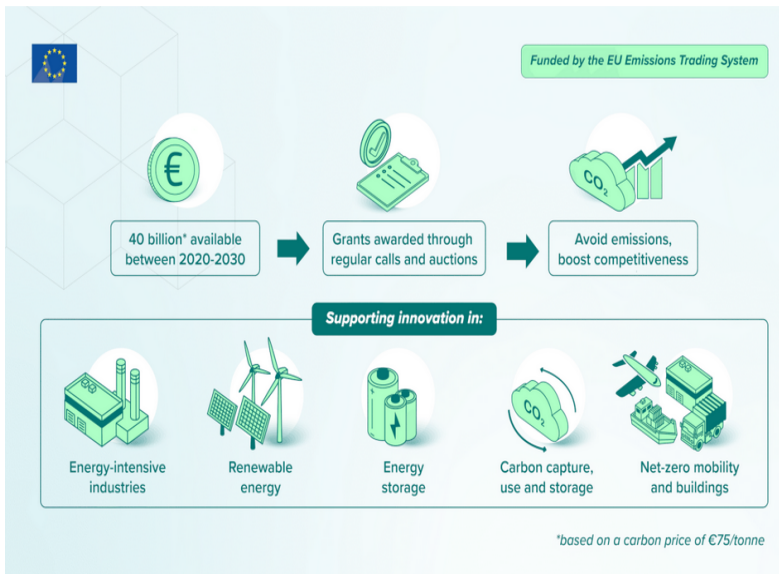 Funded by the EU Emissions Trading System
€
CO2
40 billion* available
between 2020-2030
Grants awarded through
regular calls and auctions
Avoid emissions,
boost competitiveness
Supporting innovation in:
CO2
Energy-intensive
industries
Renewable
energy
Energy
storage
Carbon capture,
use and storage
Net-zero mobility
and buildings
*based on a carbon price of €75/tonne